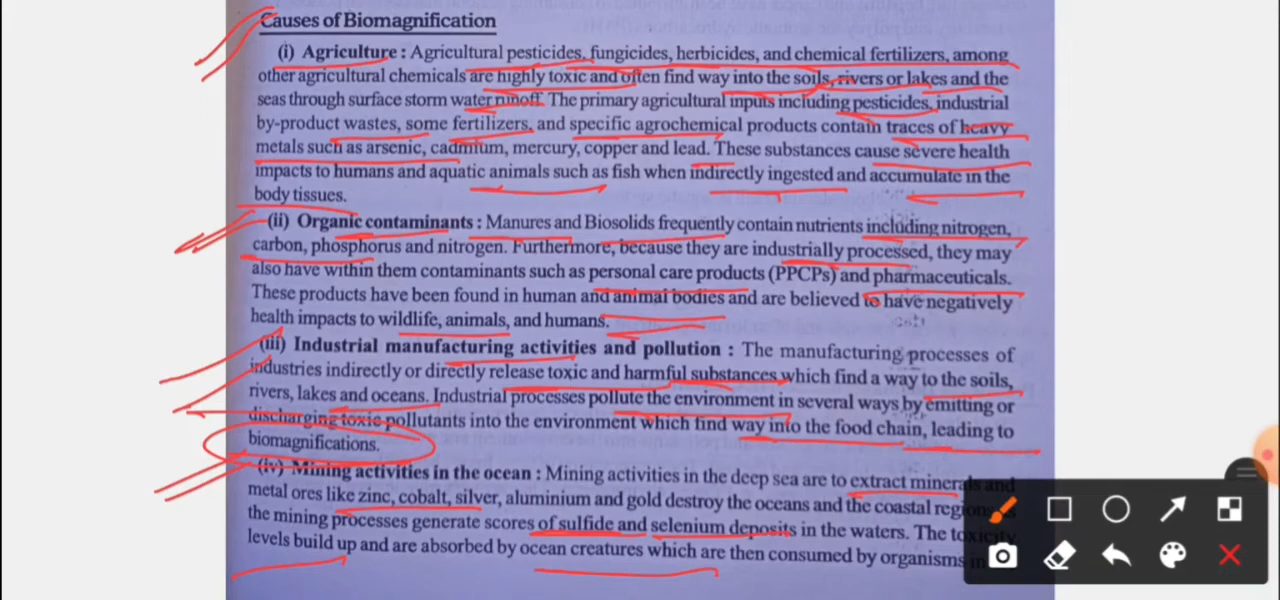 Causes of Biomagnification
(i) Agriculture : Agricultural pesticides, fungicides, herbicides, and chemical fertilizers, among
other agricultural chemicals are highly toxic and often find way into the soils, rivers or lakes and the
seas through surface storm water runoff. The primary agricultural inputs including pesticides, industrial
by-product wastes, some fertilizers, and specific agrochemical products contain traces of heavy
metals such as arsenic, cadmium, mercury, copper and lead. These substances cause severe health
impacts to humans and aquatic animals such as fish when indirectly ingested and accumulate in the
body tissues.
(ii) Organic contaminants : Manures and Biosolids frequently contain nutrients including nitrogen,
carbon, phosphorus and nitrogen. Furthermore, because they are industrially processed, they may
also have within them contaminants such as personal care products (PPCPs) and pharmaceuticals.
These products have been found in human and animal bodies and are believed to have negatively
health impacts to wildlife, animals, and humans.
(iii) Industrial manufacturing activities and pollution : The manufacturing processes of
industries indirectly or directly release toxic and harmful substances which find a way to the soils,
rivers, lakes and oceans. Industrial processes pollute the environment in several ways by emitting or
discharging toxic pollutants into the environment which find way into the food chain, leading to
biomagnifications.
(iv) Mining activities in the ocean : Mining activities in the deep sea are to extract minerals and
metal ores like zinc, cobalt, silver, aluminium and gold destroy the oceans and the coastal
the mining processes generate scores of sulfide and selenium deposits in the waters. The
levels build up and are absorbed by ocean creatures which are then consumed by organisms